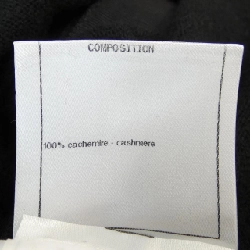 COMPOSITION
100% cachemire - cashmere